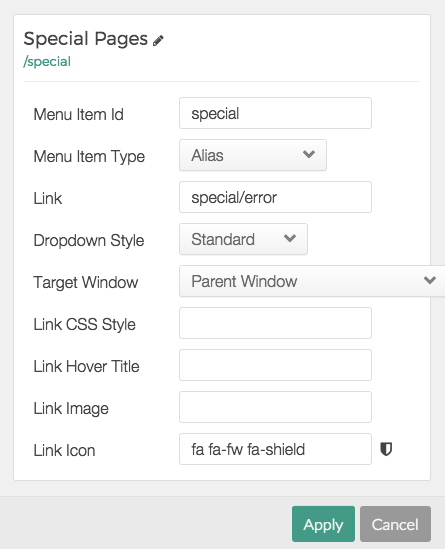 Special Pages
/special
Menu Item Id special
Menu Item Type Alias
Link special/error
Dropdown Style Standard
Target Window Parent Window
Link CSS Style
Link Hover Title
Link Image
Link Icon fa fa-fw fa-shield
Apply Cancel